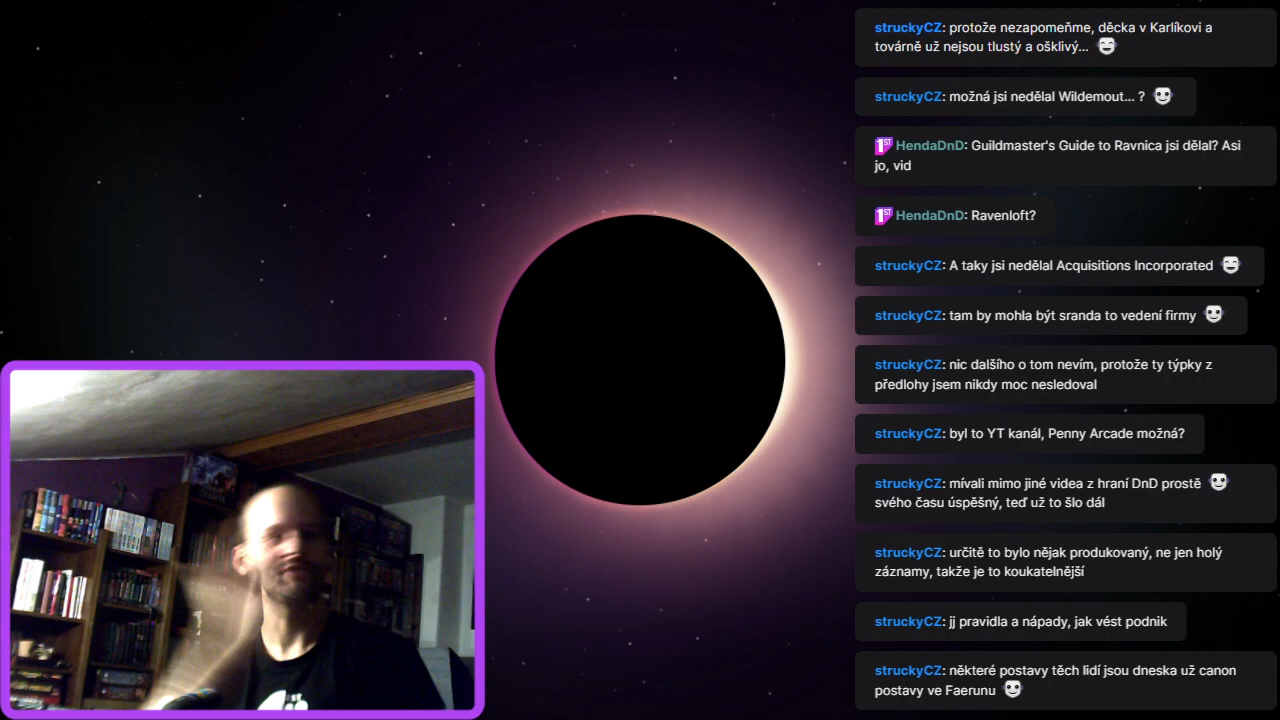 struckyCZ: protože nezapomeňme, děcka v Karlíkovi a
továrně už nejsou tlustý a ošklivý...
struckyCZ: možná jsi nedělal Wildemout... ?
1ST HendaDnD: Guildmaster's Guide to Ravnica jsi dělal? Asi
jo, vid
1ST HendaDnD: Ravenloft?
struckyCZ: A taky jsi nedělal Acquisitions Incorporated
struckyCZ: tam by mohla být sranda to vedení firmy
struckyCZ: nic dalšího o tom nevím, protože ty týpky z
předlohy jsem nikdy moc nesledoval
struckyCZ: byl to YT kanál, Penny Arcade možná?
struckyCZ: mívali mimo jiné videa z hraní DnD prostě
svého času úspěšný, teď už to šlo dál
struckyCZ: určitě to bylo nějak produkovaný, ne jen holý
záznamy, takže je to koukatelnější
struckyCZ: jj pravidla a nápady, jak vést podnik
struckyCZ: některé postavy těch lidí jsou dneska už canon
postavy ve Faerunu